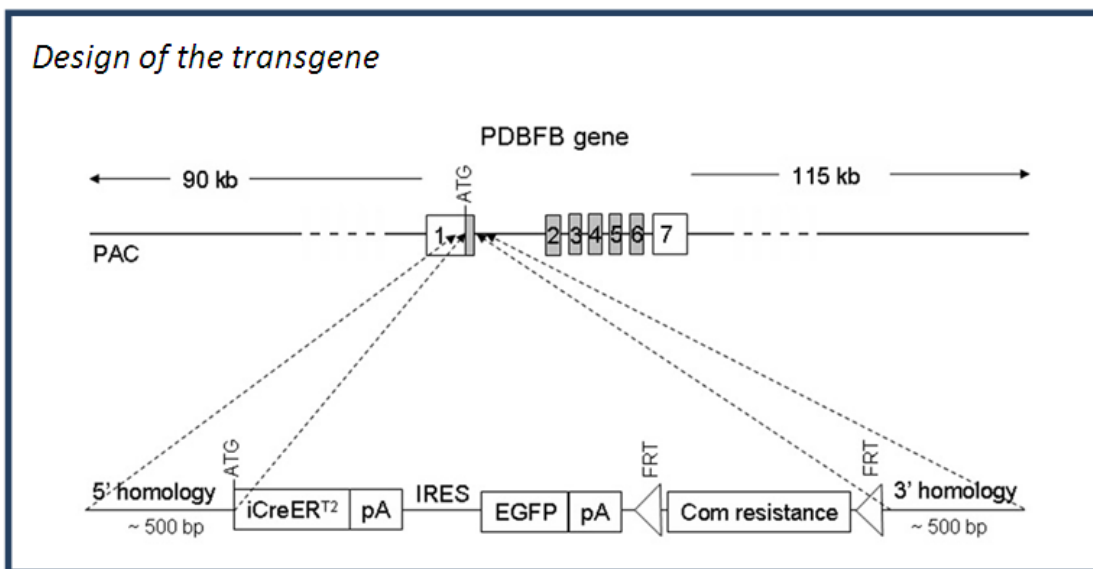 Design of the transgene
PDBFB gene
90 kb
ATG
115 kb
1 2 3 4 5 6 7
PAC
ATG
FRT
FRT
5' homology
iCreERᵀ² pA
IRES
EGFP pA
Com resistance
3' homology
~ 500 bp
~ 500 bp